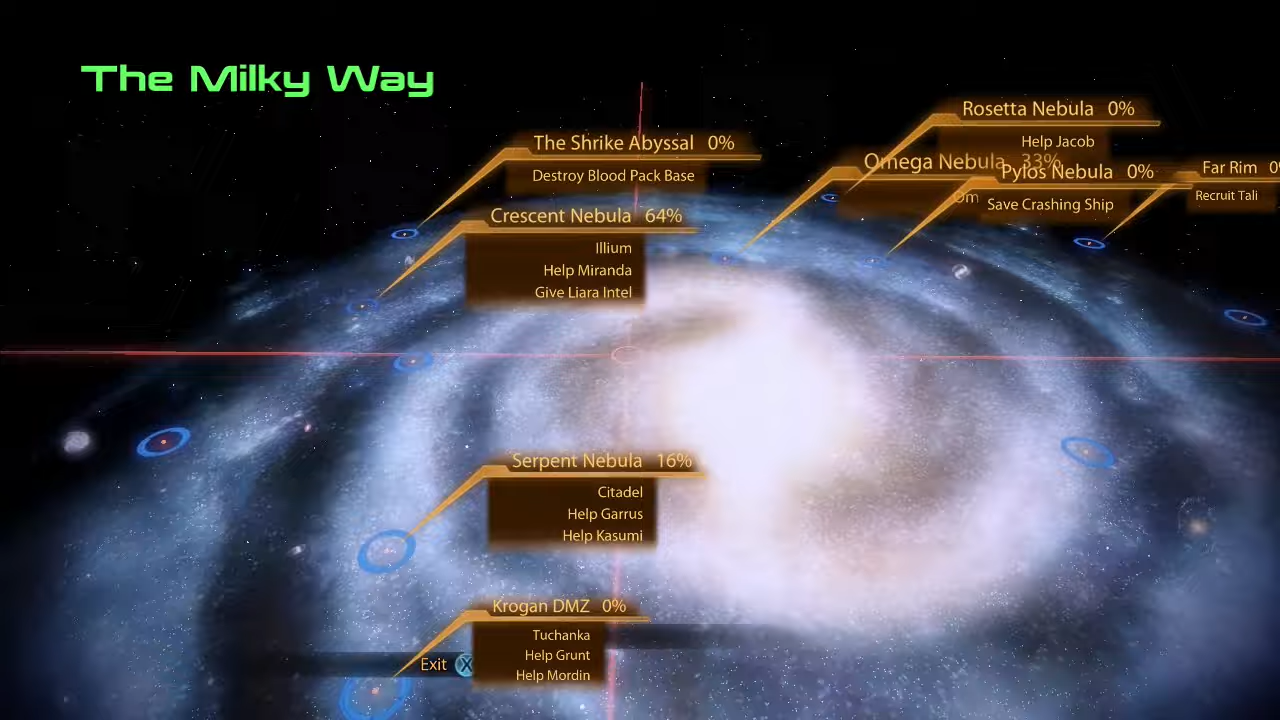 The Milky Way
Rosetta Nebula 0%
Help Jacob
The Shrike Abyssal 0%
Destroy Blood Pack Base
Omega Nebula 33%
Om
Pylos Nebula 0%
Save Crashing Ship
Far Rim 0%
Recruit Tali
Crescent Nebula 64%
Illium
Help Miranda
Give Liara Intel
Serpent Nebula 16%
Citadel
Help Garrus
Help Kasumi
Krogan DMZ 0%
Tuchanka
Help Grunt
Help Mordin
Exit X